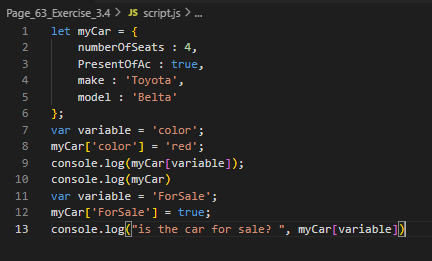 Page_63_Exercise_3.4 > JS script.js > ...
1 let myCar = {
2 numberOfSeats : 4,
3 PresentOfAc : true,
4 make : 'Toyota',
5 model : 'Belta'
6 };
7 var variable = 'color';
8 myCar['color'] = 'red';
9 console.log(myCar[variable]);
10 console.log(myCar)
11 var variable = 'ForSale';
12 myCar['ForSale'] = true;
13 console.log("is the car for sale? ", myCar[variable])